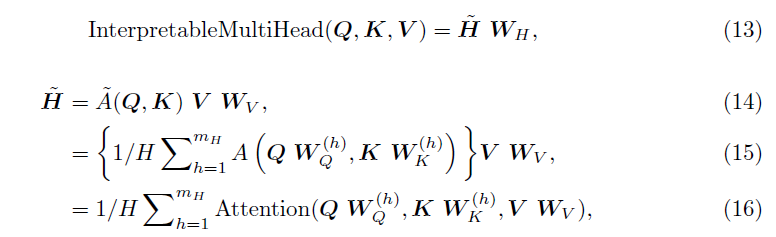 InterpretableMultiHead(Q, K, V) = H̃ W_H, (13)
H̃ = Ã(Q, K) V W_V, (14)
= {1/H ∑_{h=1}^{m_H} A (Q W_Q^{(h)}, K W_K^{(h)})} V W_V, (15)
= 1/H ∑_{h=1}^{m_H} Attention(Q W_Q^{(h)}, K W_K^{(h)}, V W_V), (16)